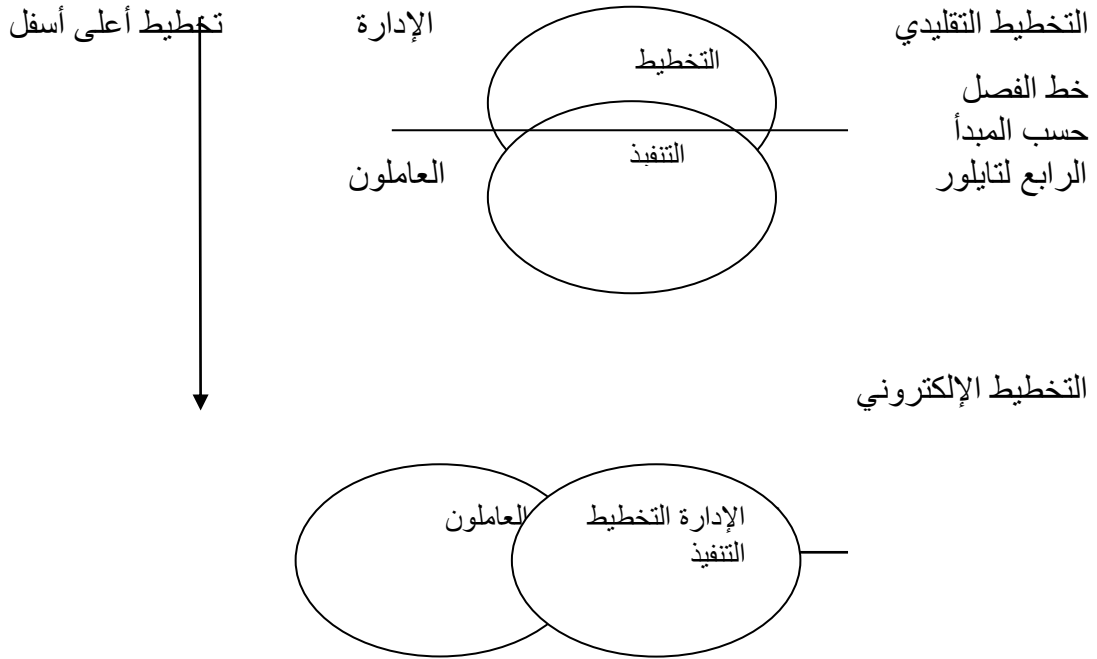 التخطيط التقليدي
الإدارة
تخطيط أعلى أسفل
التخطيط
خط الفصل
حسب المبدأ
الرابع لتايلور
التنفيذ
العاملون
التخطيط الإلكتروني
الإدارة التخطيط
التنفيذ
العاملون